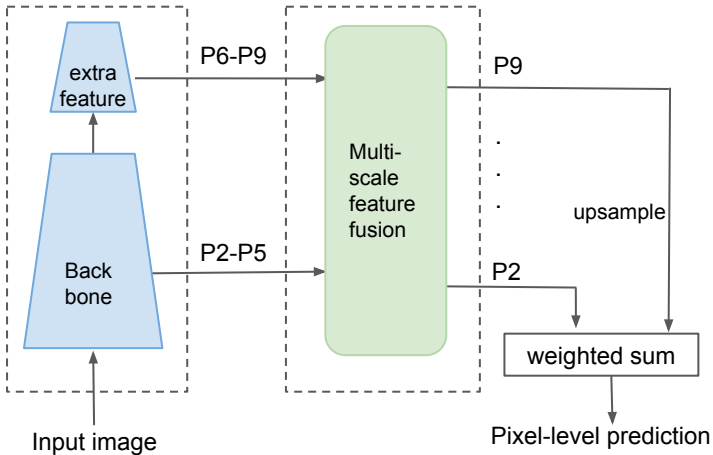 P6-P9
P9
extra
feature
Multi-
scale
feature
fusion
.
.
.
upsample
P2-P5
P2
Back
bone
weighted sum
Input image
Pixel-level prediction